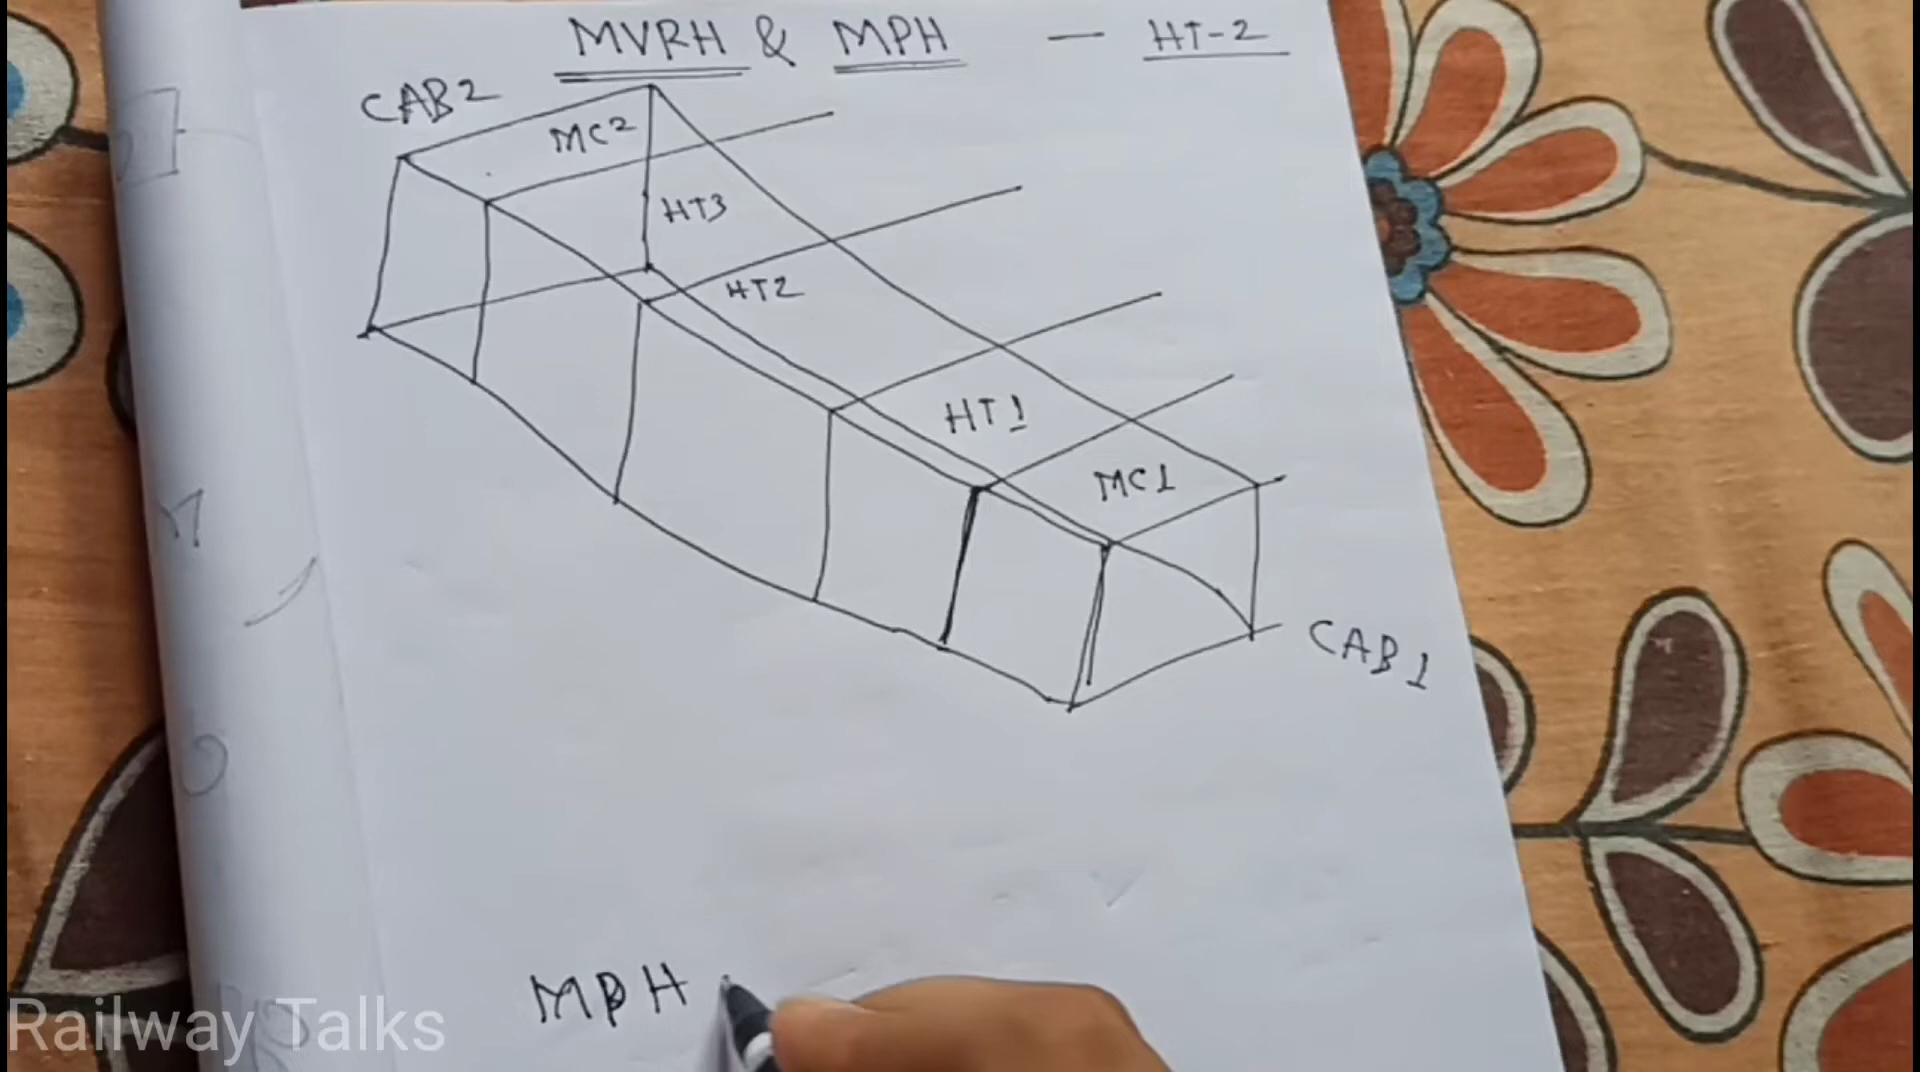 MVRH & MPH — HT-2
CAB2
MC2
HT3
HT2
HT1
MC1
CAB1
MPH
Railway Talks